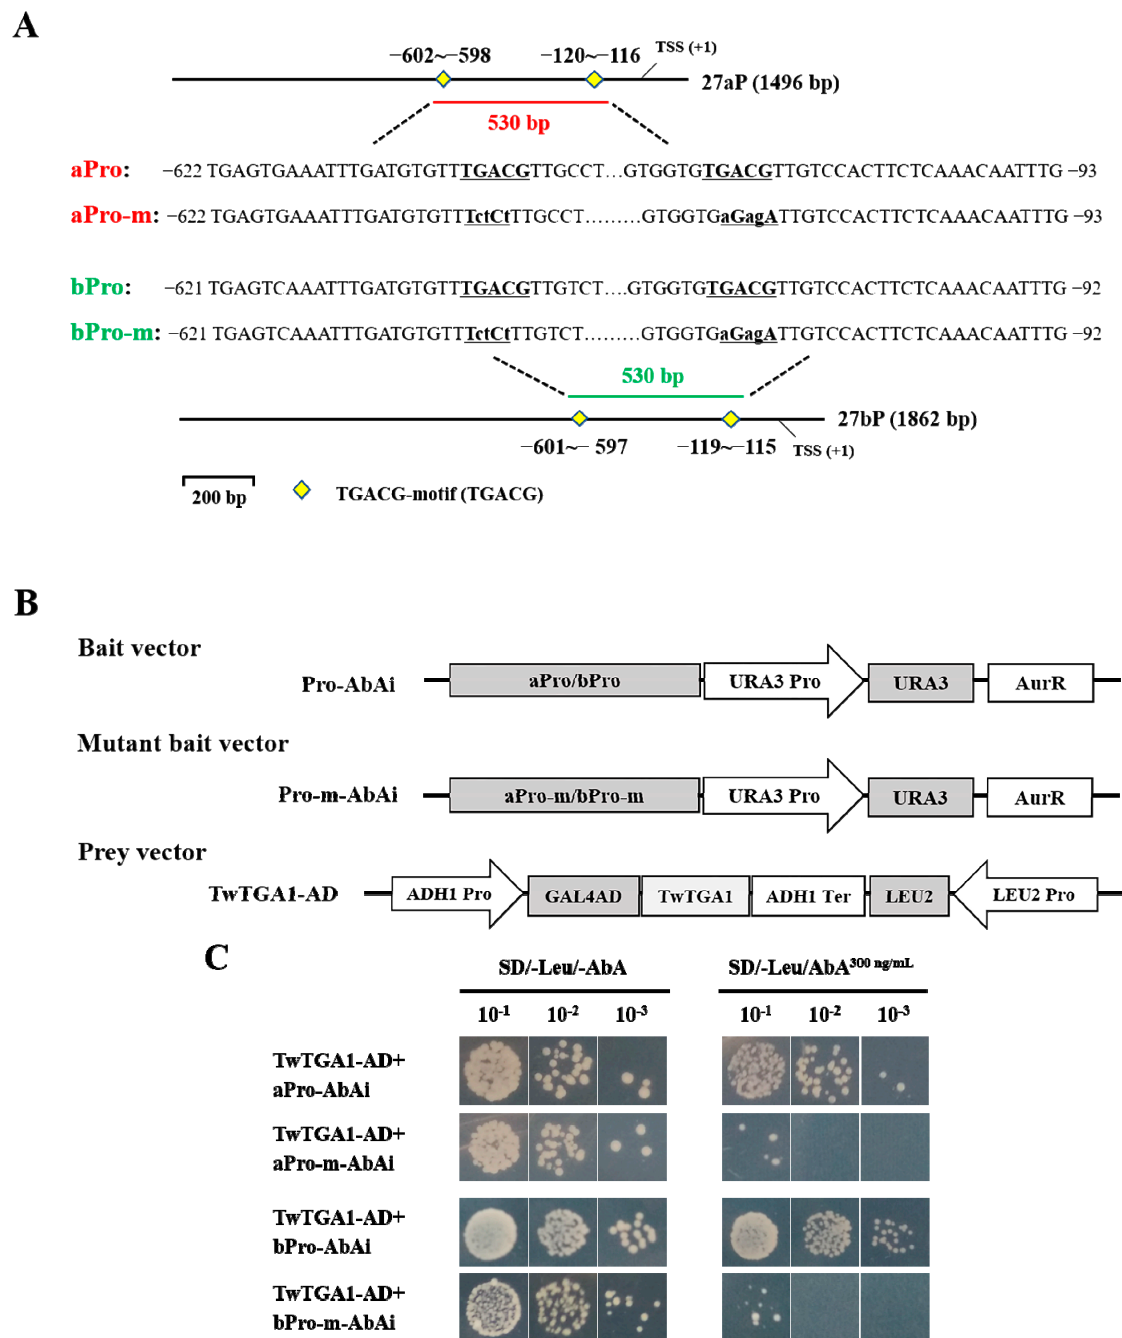 A
−602~−598
−120~−116
TSS (+1)
27aP (1496 bp)
530 bp
aPro: −622 TGAGTGAAATTTGATGTGTTTGACGTTGCCT...GTGGTGTGACGTTGTCCACTTCTCAAACAATTTG −93
aPro-m: −622 TGAGTGAAATTTGATGTGTTTctCtTTGCCT.........GTGGTGaGagATTGTCCACTTCTCAAACAATTTG −93
bPro: −621 TGAGTCAAATTTGATGTGTTTGACGTTGTCT....GTGGTGTGACGTTGTCCACTTCTCAAACAATTTG −92
bPro-m: −621 TGAGTCAAATTTGATGTGTTTctCtTTGTCT.........GTGGTGaGagATTGTCCACTTCTCAAACAATTTG −92
530 bp
27bP (1862 bp)
−601~− 597
−119~−115
TSS (+1)
200 bp
TGACG-motif (TGACG)
B
Bait vector
Pro-AbAi aPro/bPro URA3 Pro URA3 AurR
Mutant bait vector
Pro-m-AbAi aPro-m/bPro-m URA3 Pro URA3 AurR
Prey vector
TwTGA1-AD ADH1 Pro GAL4AD TwTGA1 ADH1 Ter LEU2 LEU2 Pro
C
SD/-Leu/-AbA SD/-Leu/AbA300 ng/mL
10-1 10-2 10-3 10-1 10-2 10-3
TwTGA1-AD+
aPro-AbAi
TwTGA1-AD+
aPro-m-AbAi
TwTGA1-AD+
bPro-AbAi
TwTGA1-AD+
bPro-m-AbAi